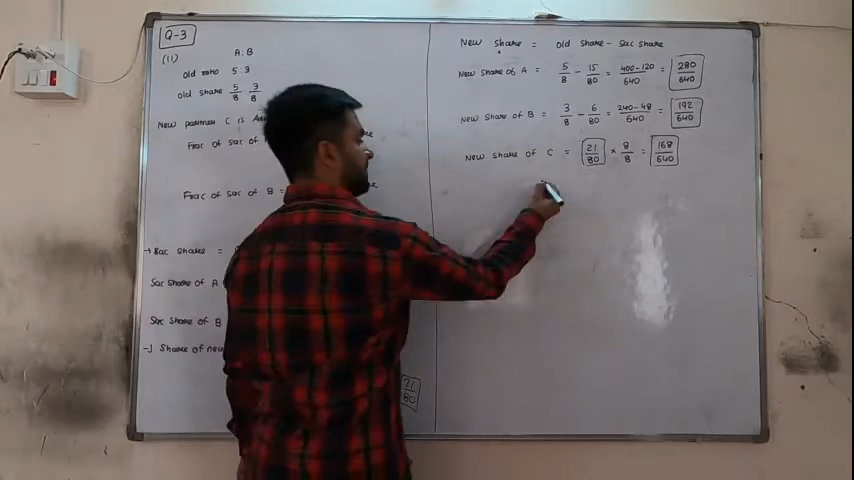 Q-3
(11)
A:B
Old ratio 5:3
Old share 5/8 : 3/8
New partner C is
Frac of sac of
Frac of sac of B =
→ Sac share =
Sac share of A
Sac share of B
Share of new
21/80
New share = Old share - Sac share
New share of A = 5/8 - 15/80 = 400-120/640 = 280/640
New share of B = 3/8 - 6/80 = 240-48/640 = 192/640
New share of C = 21/80 × 8/8 = 168/640